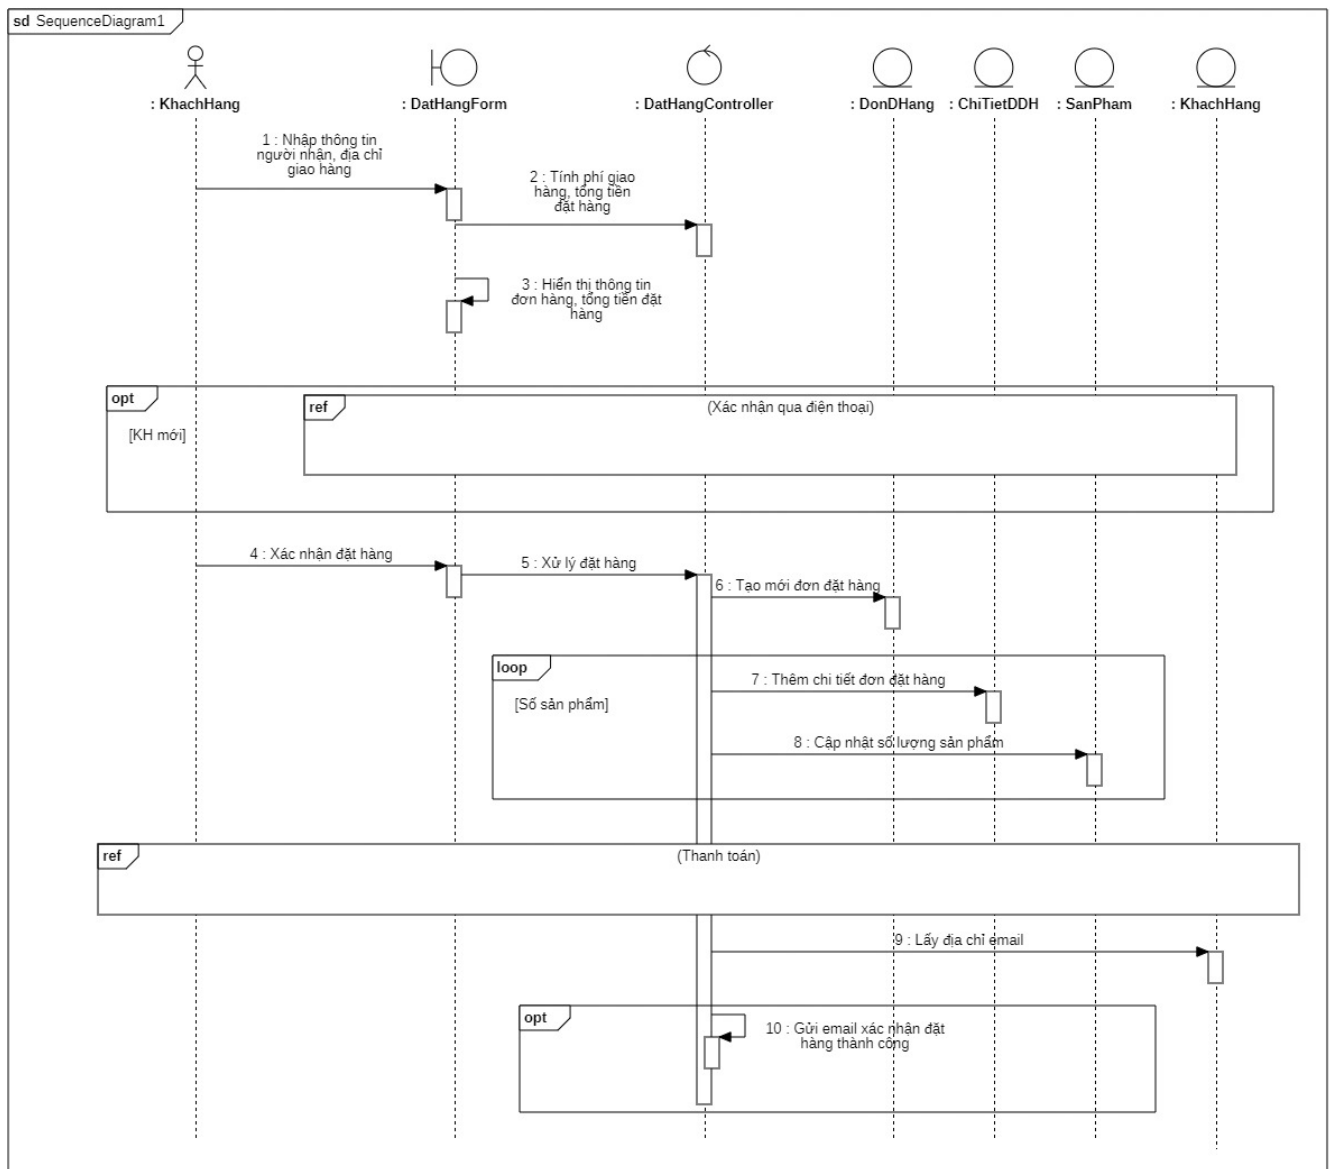 sd SequenceDiagram1
: KhachHang
: DatHangForm
: DatHangController
: DonDHang
: ChiTietDDH
: SanPham
: KhachHang
1 : Nhập thông tin
người nhận, địa chỉ
giao hàng
2 : Tính phí giao
hàng, tổng tiền
đặt hàng
3 : Hiển thị thông tin
đơn hàng, tổng tiền đặt
hàng
opt
[KH mới]
ref
(Xác nhận qua điện thoại)
4 : Xác nhận đặt hàng
5 : Xử lý đặt hàng
6 : Tạo mới đơn đặt hàng
loop
[Số sản phẩm]
7 : Thêm chi tiết đơn đặt hàng
8 : Cập nhật số lượng sản phẩm
ref
(Thanh toán)
9 : Lấy địa chỉ email
opt
10 : Gửi email xác nhận đặt
hàng thành công